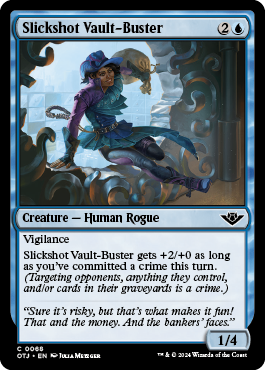 Slickshot Vault-Buster 2
Creature — Human Rogue
Vigilance
Slickshot Vault-Buster gets +2/+0 as long
as you've committed a crime this turn.
(Targeting opponents, anything they control,
and/or cards in their graveyards is a crime.)
"Sure it's risky, but that's what makes it fun!
That and the money. And the bankers' faces."
1/4
C 0068
OTJ • EN Julia Metzger
™ & © 2024 Wizards of the Coast